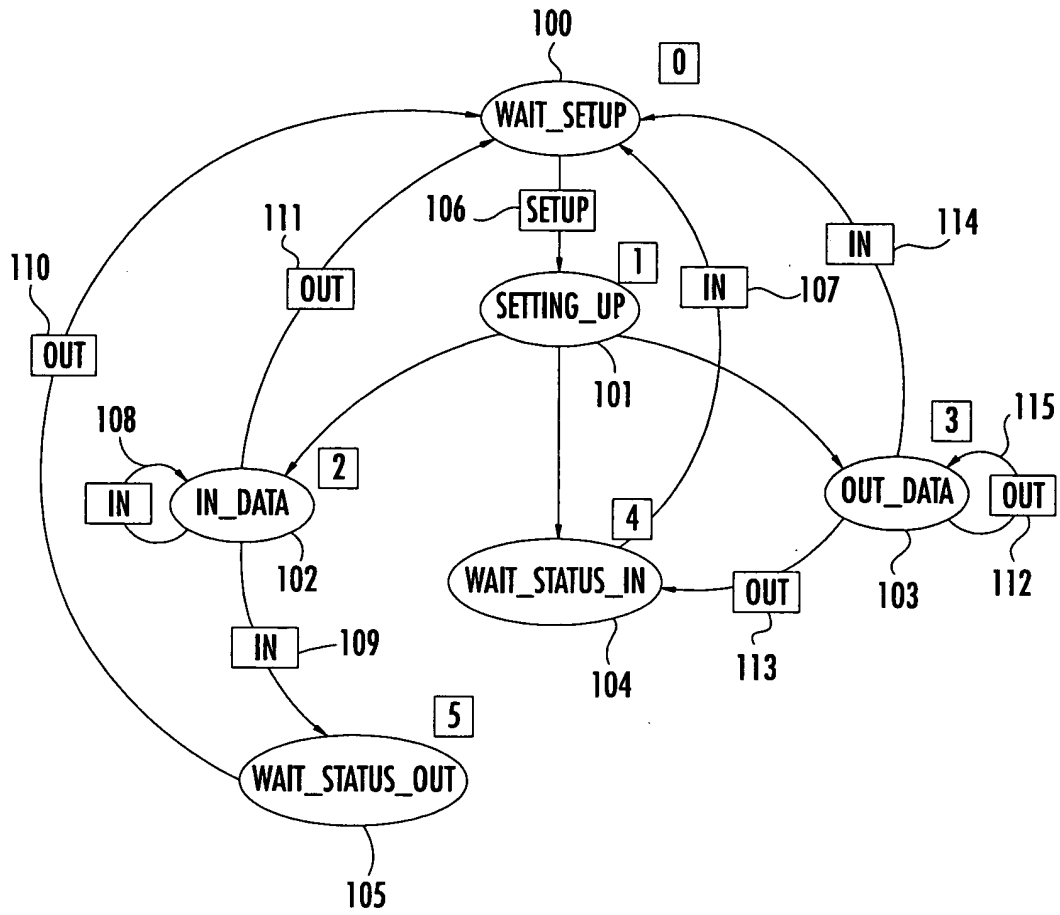 100
0
WAIT_SETUP
106
SETUP
111
114
IN
110
OUT
1
SETTING_UP
IN
107
OUT
101
108
2
3
115
IN
IN_DATA
OUT_DATA
OUT
4
102
WAIT_STATUS_IN
OUT
103
112
IN
109
104
113
5
WAIT_STATUS_OUT
105